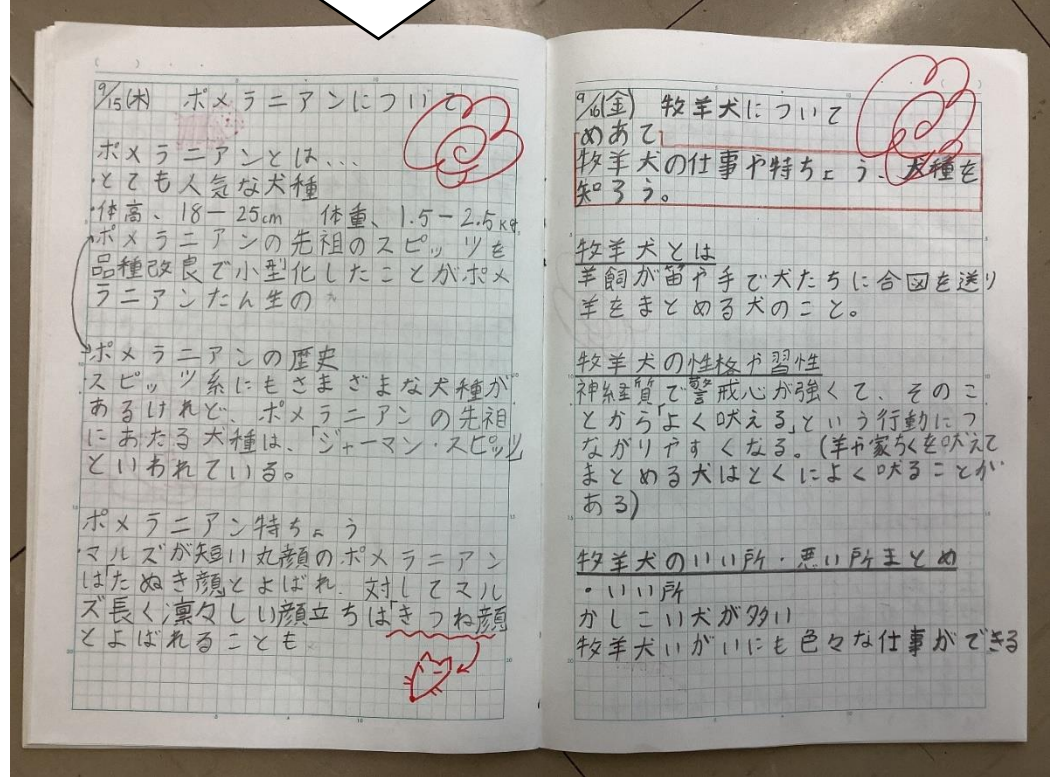 9/15(木) ポメラニアンについて
ポメラニアンとは…
・とても人気な犬種
・体高、18－25cm 体重、1.5－2.5kg
・ポメラニアンの先祖のスピッツを
品種改良で小型化したことがポメ
ラニアンたん生の
・ポメラニアンの歴史
・スピッツ系にもさまざまな犬種が
あるけれど、ポメラニアンの先祖
にあたる犬種は、「ジャーマン・スピッツ」
といわれている。
ポメラニアン特ちょう
・マルズが短い丸顔のポメラニアン
は「たぬき顔とよばれ、対してマル
ズ長く凛々しい顔立ちは「きつね顔
とよばれることも
9/16(金) 牧羊犬について
めあて
牧羊犬の仕事や特ちょう、犬種を
知ろう。
牧羊犬とは
羊飼が笛や手で犬たちに合図を送り
羊をまとめる犬のこと。
牧羊犬の性格や習性
神経質で警戒心が強くて、そのこ
とから「よく吠える」という行動につ
ながりやすくなる。(羊や家ちくを吠えて
まとめる犬はとくによく吠ることが
ある)
牧羊犬のいい所・悪い所まとめ
・いい所
かしこい犬が多い
牧羊犬いがいにも色々な仕事ができる